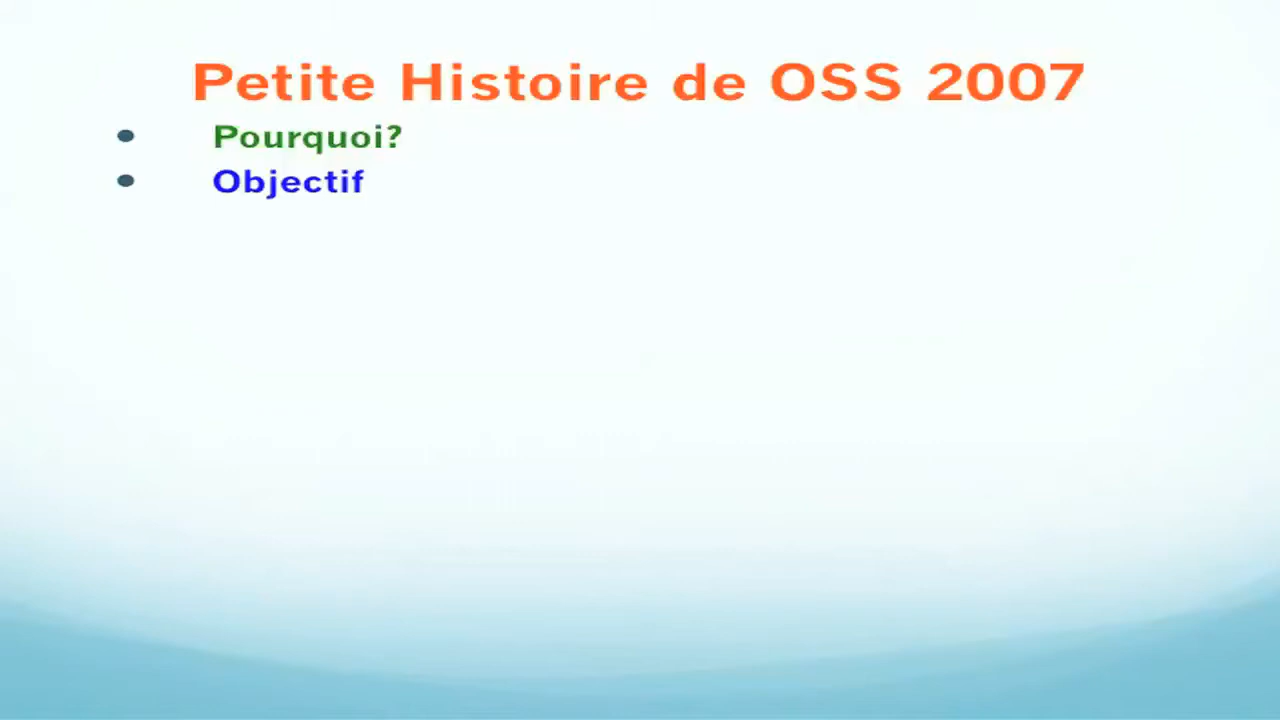 Petite Histoire de OSS 2007
• Pourquoi?
• Objectif